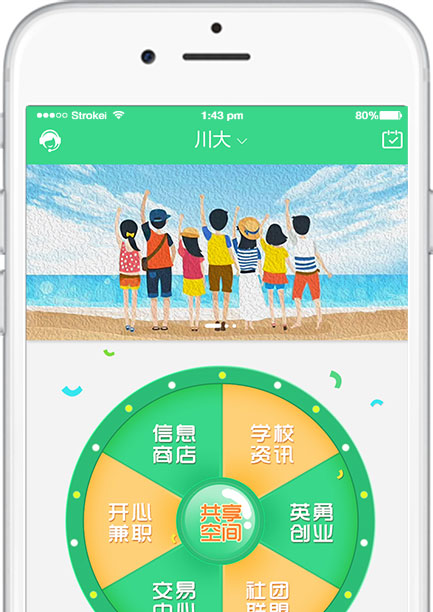 Strokei 1:43 pm 80%
川大
信息
商店
学校
资讯
开心
兼职
共享
空间
英勇
创业
交易
中心
社团
联盟